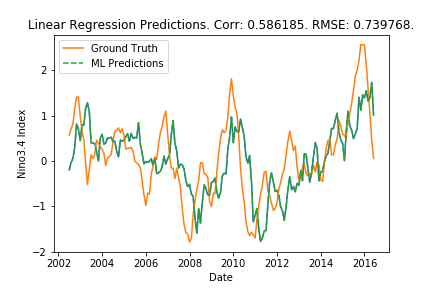 Linear Regression Predictions. Corr: 0.586185. RMSE: 0.739768.
Ground Truth
ML Predictions
2
1
0
−1
−2
Nino3.4 Index
2002 2004 2006 2008 2010 2012 2014 2016
Date